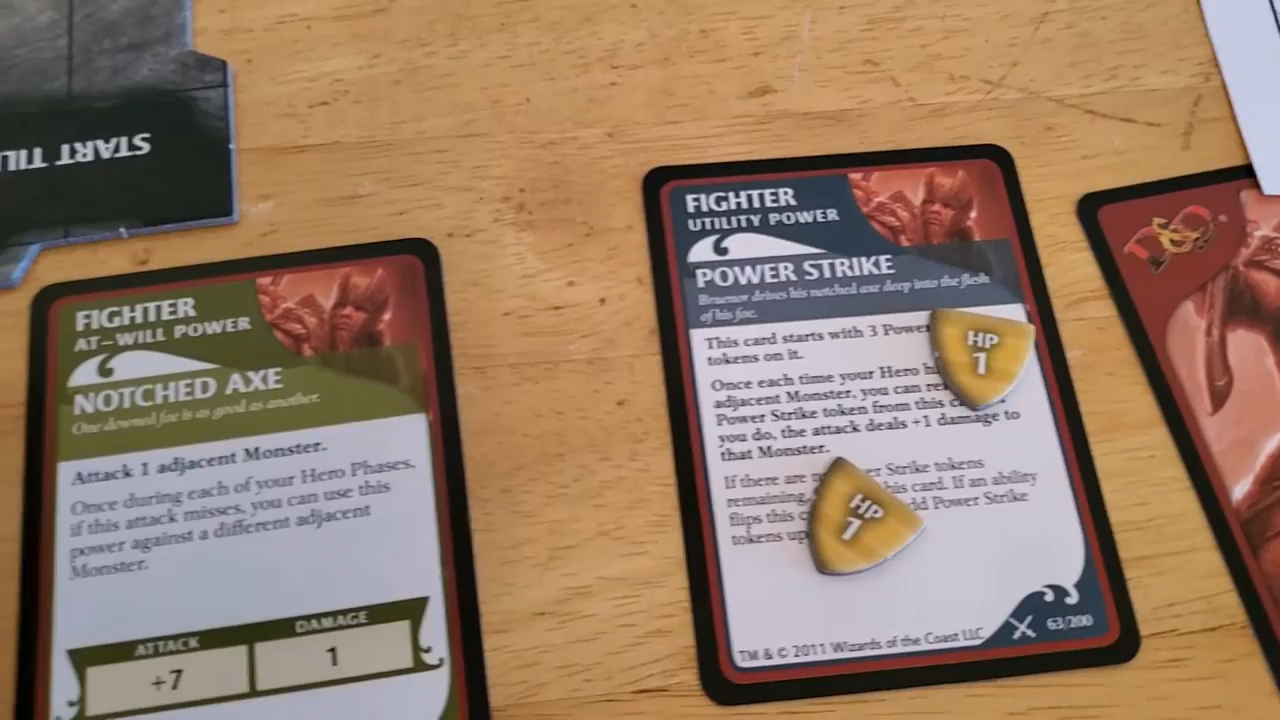 START TIL
FIGHTER
AT-WILL POWER
NOTCHED AXE
One downed foe is as good as another.
Attack 1 adjacent Monster.
Once during each of your Hero Phases,
if this attack misses, you can use this
power against a different adjacent
Monster.
ATTACK
DAMAGE
+7
1
FIGHTER
UTILITY POWER
POWER STRIKE
Bruenor drives his notched axe deep into the flesh
of his foe.
This card starts with 3 Power
tokens on it.
Once each time your Hero
adjacent Monster, you can
Power Strike token from this
you do, the attack deals +1 damage to
that Monster.
If there are Strike tokens
remaining, his card. If an ability
flips this Power Strike
tokens
HP
1
HP
1
TM & © 2011 Wizards of the Coast LLC
63/200